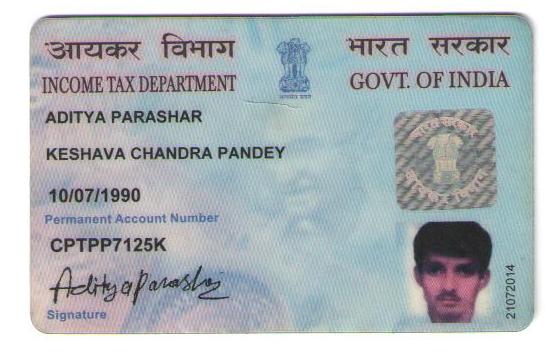 आयकर विभाग
भारत सरकार
INCOME TAX DEPARTMENT
GOVT. OF INDIA
ADITYA PARASHAR
KESHAVA CHANDRA PANDEY
10/07/1990
Permanent Account Number
CPTPP7125K
Aditya Parashar
Signature
21072014